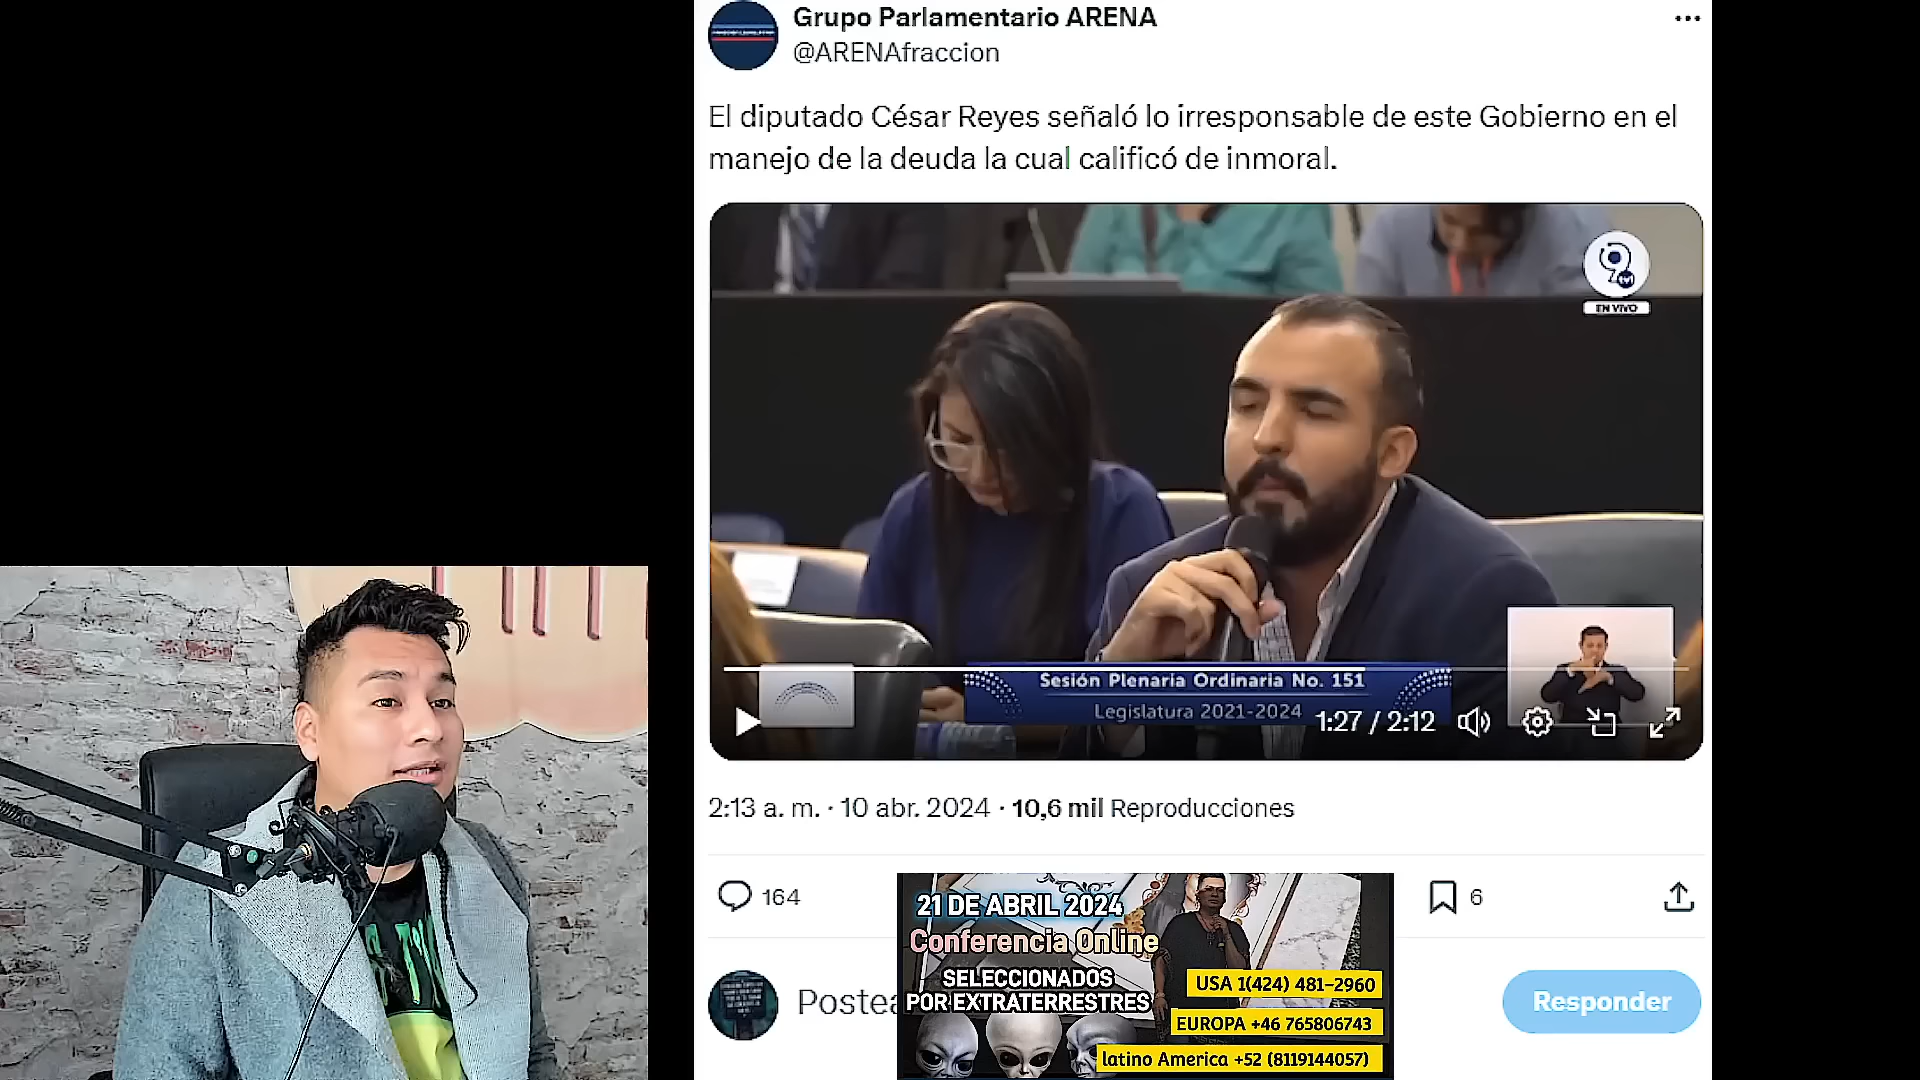 Grupo Parlamentario ARENA
@ARENAfraccion
El diputado César Reyes señaló lo irresponsable de este Gobierno en el
manejo de la deuda la cual calificó de inmoral.
EN VIVO
Sesión Plenaria Ordinaria No. 151
Legislatura 2021-2024
1:27 / 2:12
2:13 a. m. · 10 abr. 2024 · 10,6 mil Reproducciones
164
6
Postea
Responder
21 DE ABRIL 2024
Conferencia Online
SELECCIONADOS
POR EXTRATERRESTRES
USA 1(424) 481-2960
EUROPA +46 765806743
latino America +52 (8119144057)